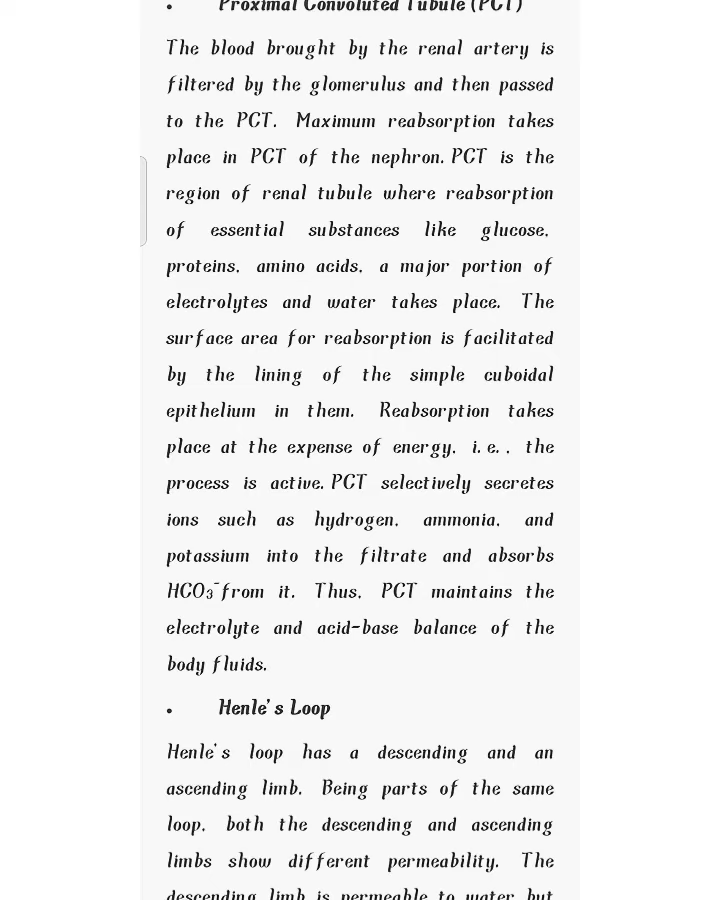 • Proximal Convoluted Tubule (PCT)
The blood brought by the renal artery is
filtered by the glomerulus and then passed
to the PCT. Maximum reabsorption takes
place in PCT of the nephron. PCT is the
region of renal tubule where reabsorption
of essential substances like glucose,
proteins, amino acids, a major portion of
electrolytes and water takes place. The
surface area for reabsorption is facilitated
by the lining of the simple cuboidal
epithelium in them. Reabsorption takes
place at the expense of energy, i.e., the
process is active. PCT selectively secretes
ions such as hydrogen, ammonia, and
potassium into the filtrate and absorbs
HCO₃⁻ from it. Thus, PCT maintains the
electrolyte and acid-base balance of the
body fluids.
• Henle's Loop
Henle's loop has a descending and an
ascending limb. Being parts of the same
loop, both the descending and ascending
limbs show different permeability. The
descending limb is permeable to water but